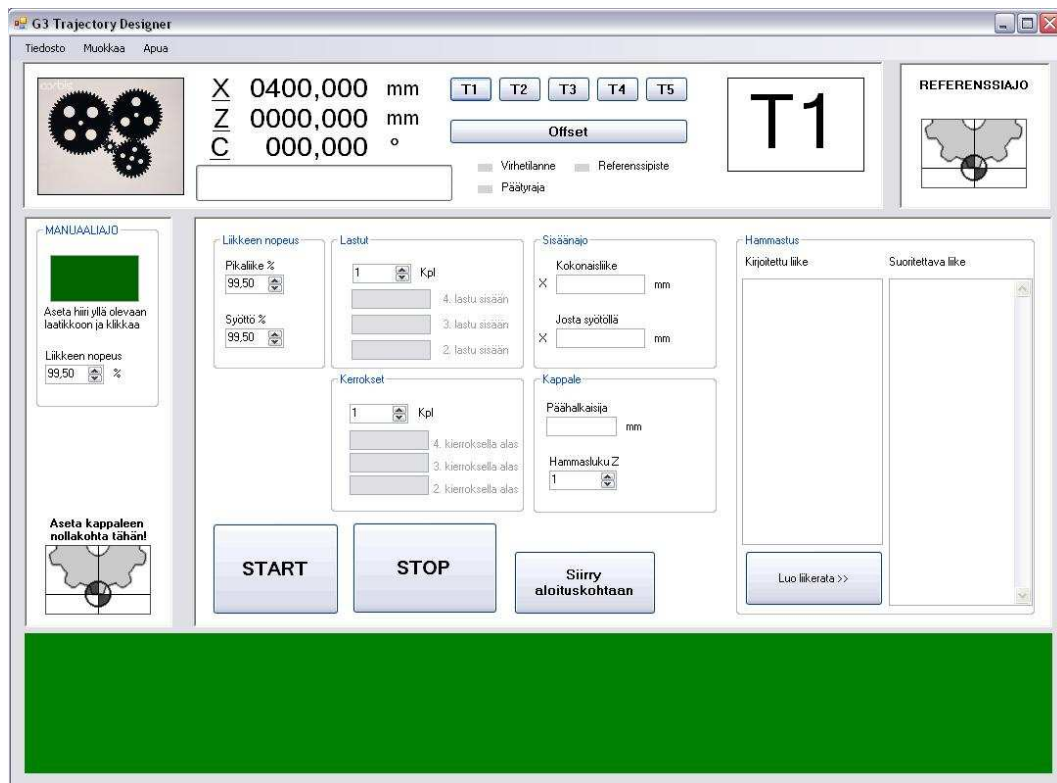 G3 Trajectory Designer
Tiedosto Muokkaa Apua
corbis
X 0400,000 mm
Z 0000,000 mm
C 000,000 °
T1 T2 T3 T4 T5
Offset
Virhetilanne Referenssipiste
Päätyraja
T1
REFERENSSIAJO
MANUAALIAJO
Aseta hiiri yllä olevaan
laatikkoon ja klikkaa
Liikkeen nopeus
99,50 %
Aseta kappaleen
nollakohta tähän!
Liikkeen nopeus
Pikaliike %
99,50
Syöttö %
99,50
Lastut
1 Kpl
4. lastu sisään
3. lastu sisään
2. lastu sisään
Kerrokset
1 Kpl
4. kierroksella alas
3. kierroksella alas
2. kierroksella alas
Sisäänajo
Kokonaisliike
X mm
Josta syötöllä
X mm
Kappale
Päähalkaisija
mm
Hammasluku Z
1
START
STOP
Siirry
aloituskohtaan
Hammastus
Kirjoitettu liike
Suoritettava liike
Luo liikerata >>